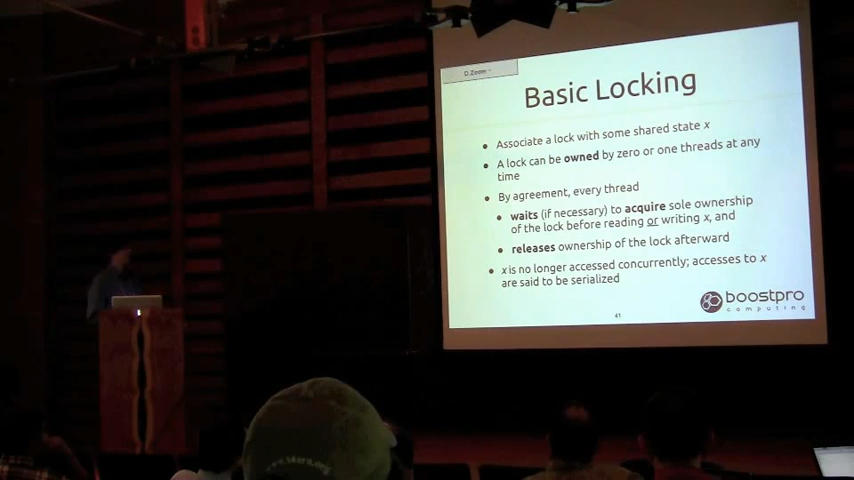 D.Zoom
Basic Locking
Associate a lock with some shared state x
A lock can be owned by zero or one threads at any
time
By agreement, every thread
waits (if necessary) to acquire sole ownership
of the lock before reading or writing x, and
releases ownership of the lock afterward
x is no longer accessed concurrently; accesses to x
are said to be serialized
boostpro
computing
41